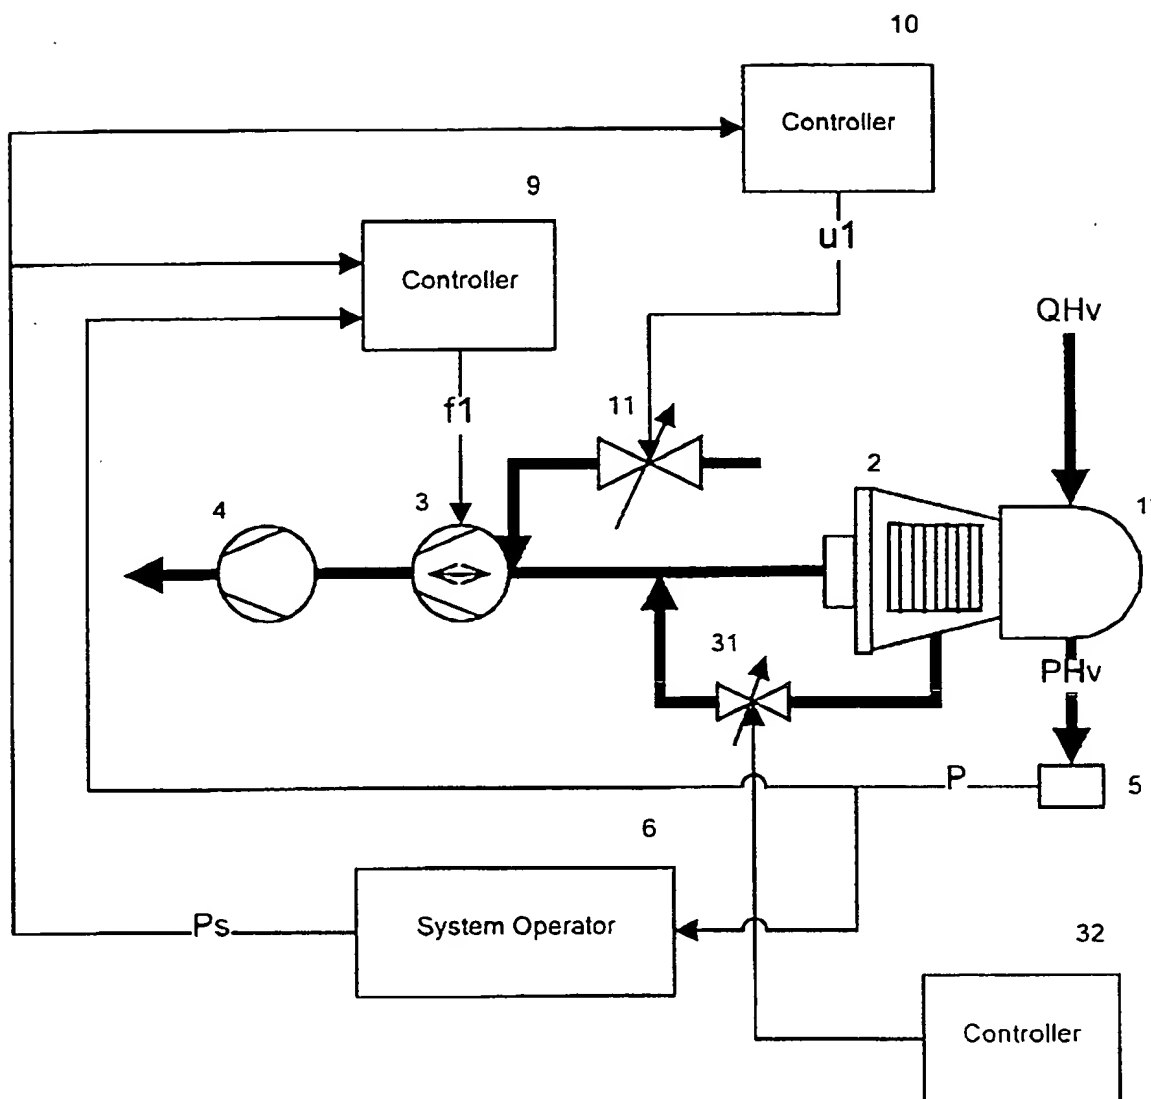 10
Controller
9
u1
Controller
QHv
f1
11
2
4
3
1
31
PHv
P
5
6
Ps
System Operator
32
Controller